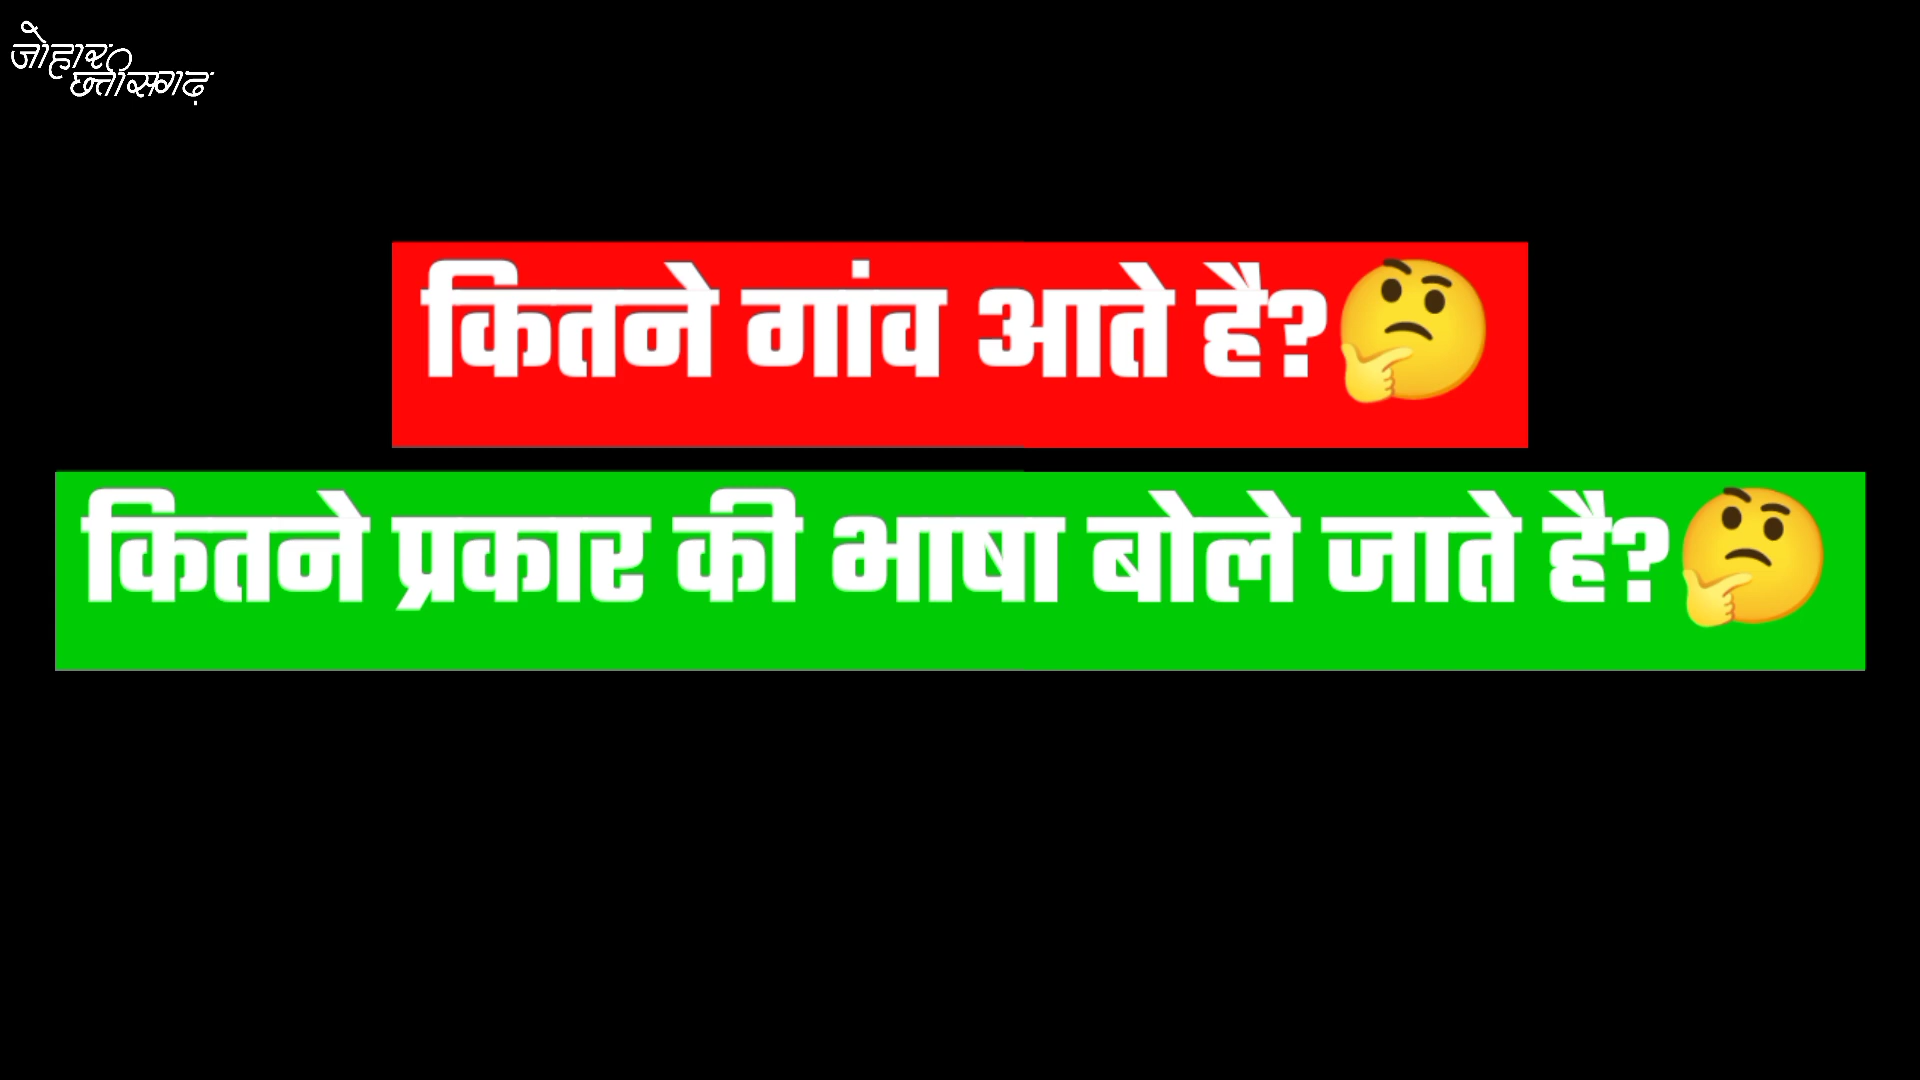 जोहार
छत्तीसगढ़
कितने गांव आते है?🤔
कितने प्रकार की भाषा बोले जाते है?🤔